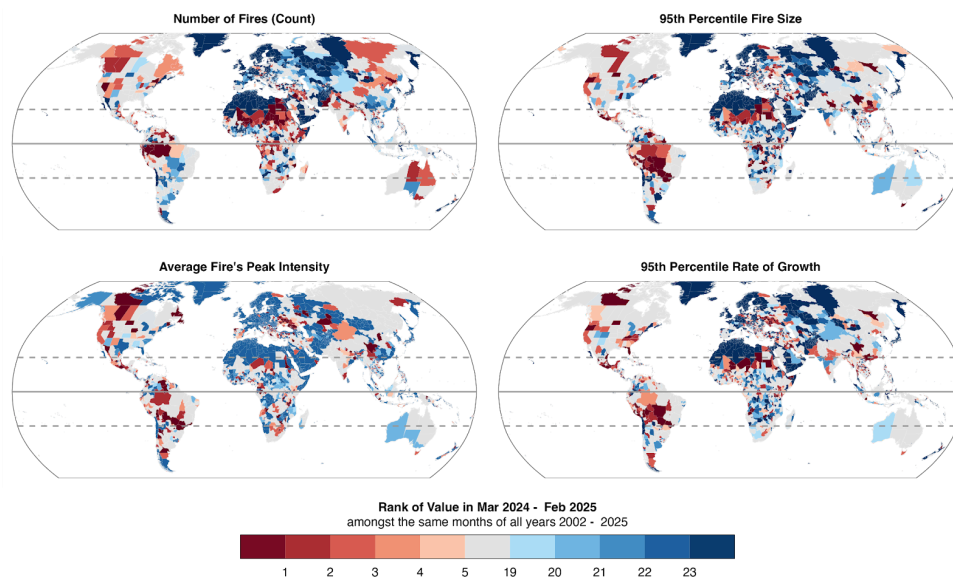 Number of Fires (Count)
95th Percentile Fire Size
Average Fire's Peak Intensity
95th Percentile Rate of Growth
Rank of Value in Mar 2024 - Feb 2025
amongst the same months of all years 2002 - 2025
1 2 3 4 5 19 20 21 22 23